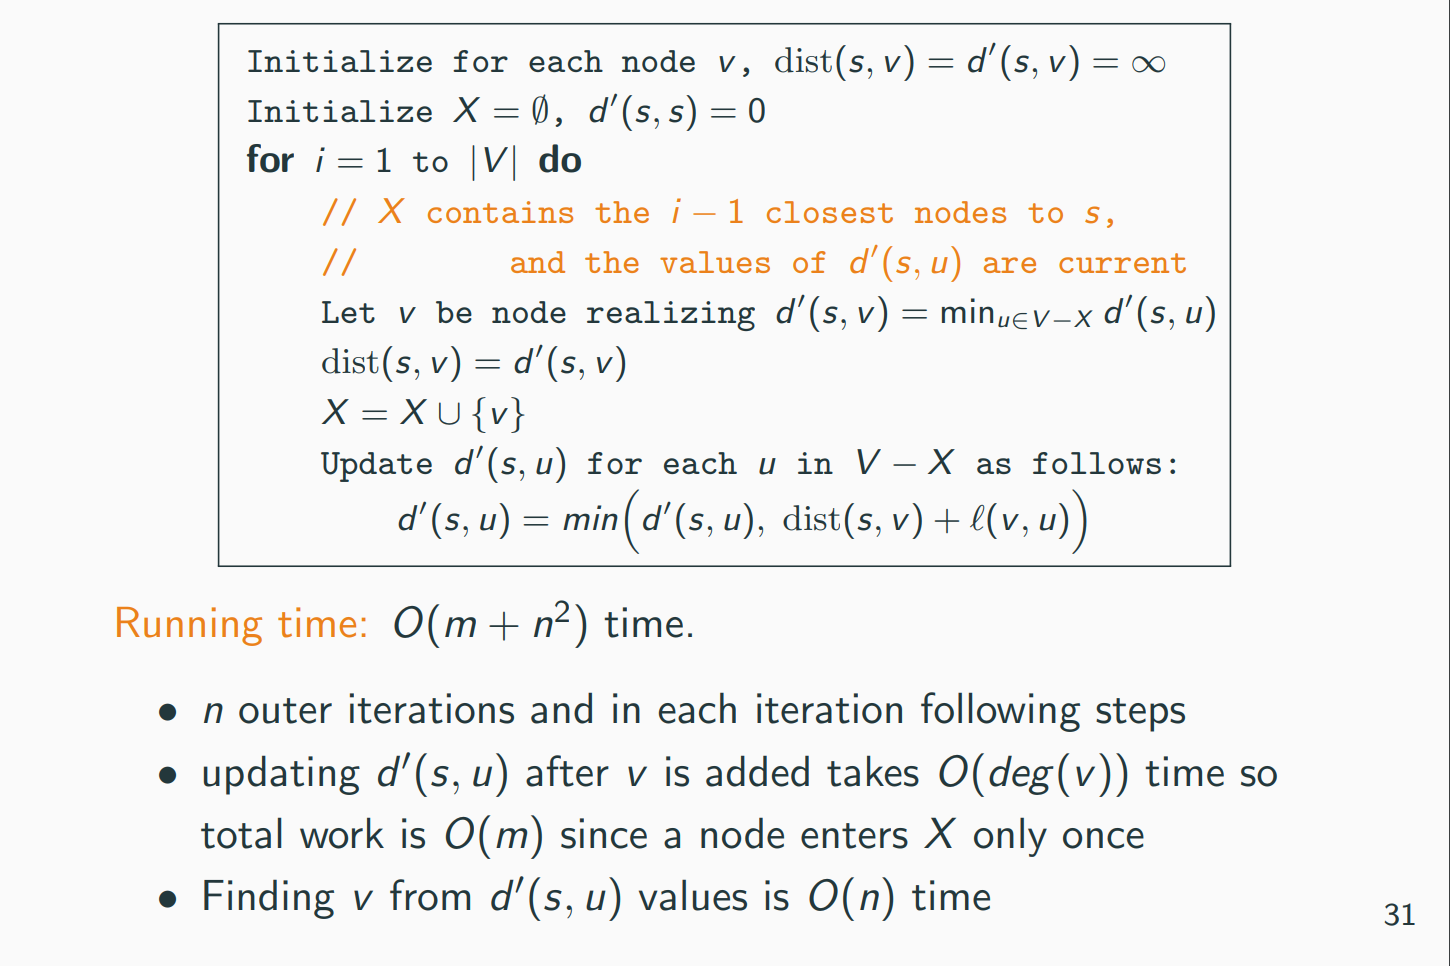 Initialize for each node v, dist(s, v) = d′(s, v) = ∞
Initialize X = ∅, d′(s, s) = 0
for i = 1 to |V| do
// X contains the i − 1 closest nodes to s,
// and the values of d′(s, u) are current
Let v be node realizing d′(s, v) = min_{u∈V−X} d′(s, u)
dist(s, v) = d′(s, v)
X = X ∪ {v}
Update d′(s, u) for each u in V − X as follows:
d′(s, u) = min(d′(s, u), dist(s, v) + ℓ(v, u))
Running time: O(m + n²) time.
• n outer iterations and in each iteration following steps
• updating d′(s, u) after v is added takes O(deg(v)) time so
total work is O(m) since a node enters X only once
• Finding v from d′(s, u) values is O(n) time
31